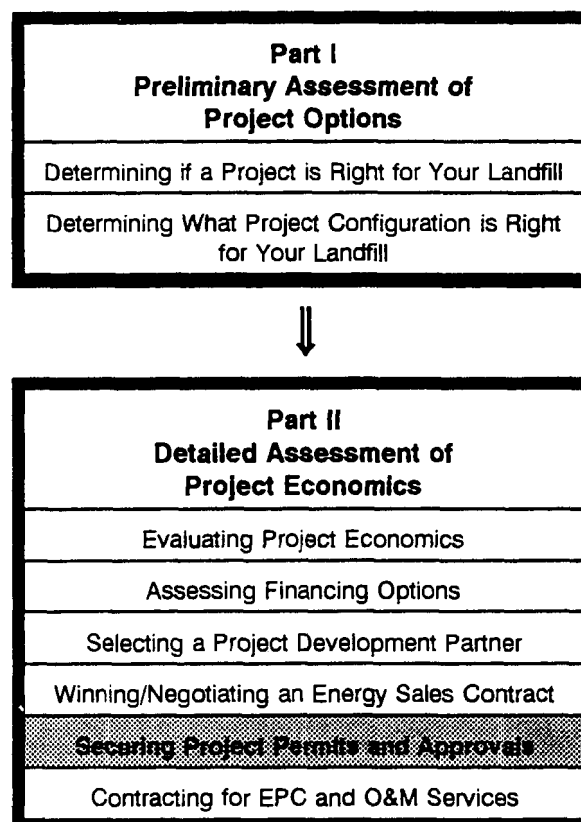 Part I
Preliminary Assessment of
Project Options
Determining if a Project is Right for Your Landfill
Determining What Project Configuration is Right
for Your Landfill
⇓
Part II
Detailed Assessment of
Project Economics
Evaluating Project Economics
Assessing Financing Options
Selecting a Project Development Partner
Winning/Negotiating an Energy Sales Contract
Securing Project Permits and Approvals
Contracting for EPC and O&M Services